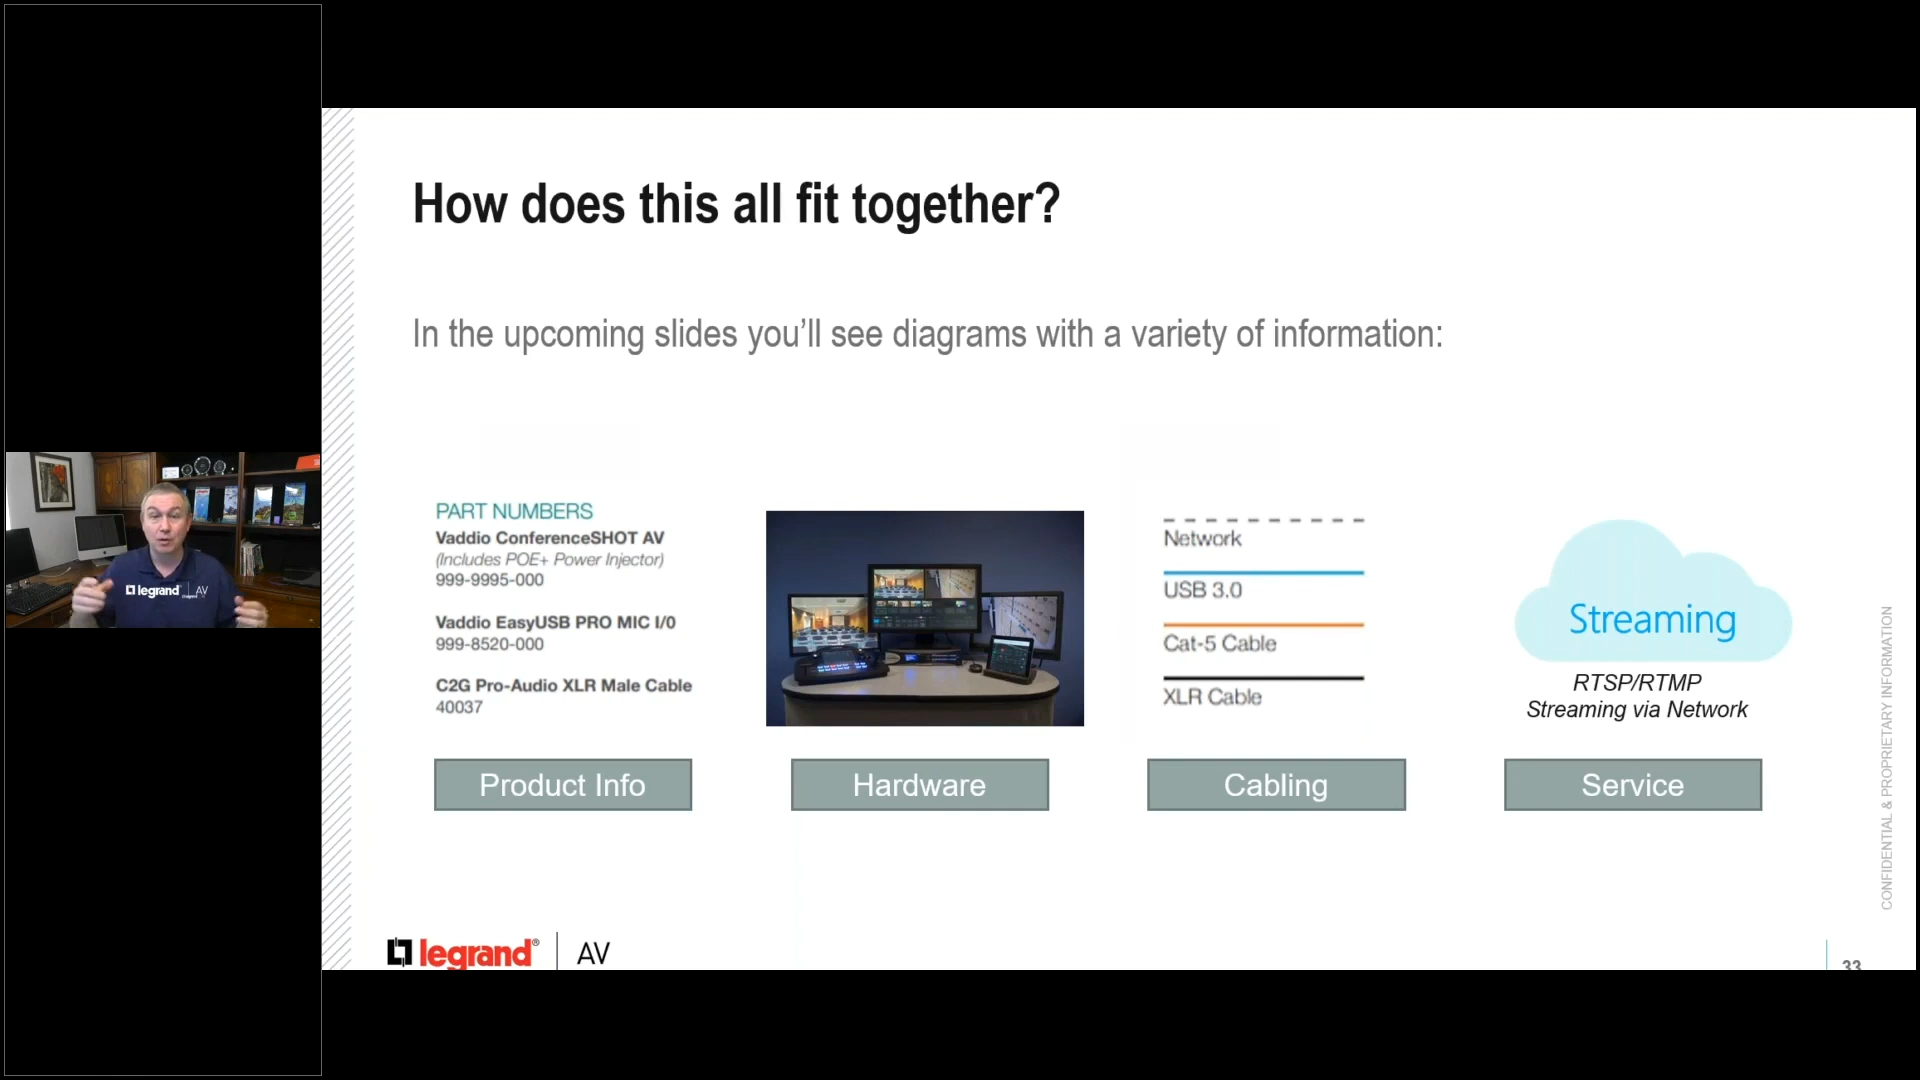 How does this all fit together?
In the upcoming slides you’ll see diagrams with a variety of information:
PART NUMBERS
Vaddio ConferenceSHOT AV
(Includes POE+ Power Injector)
999-9995-000
Vaddio EasyUSB PRO MIC I/0
999-8520-000
C2G Pro-Audio XLR Male Cable
40037
Product Info
Hardware
Network
USB 3.0
Cat-5 Cable
XLR Cable
Cabling
Streaming
RTSP/RTMP
Streaming via Network
Service
CONFIDENTIAL & PROPRIETARY INFORMATION
legrand® | AV
33
legrand | AV